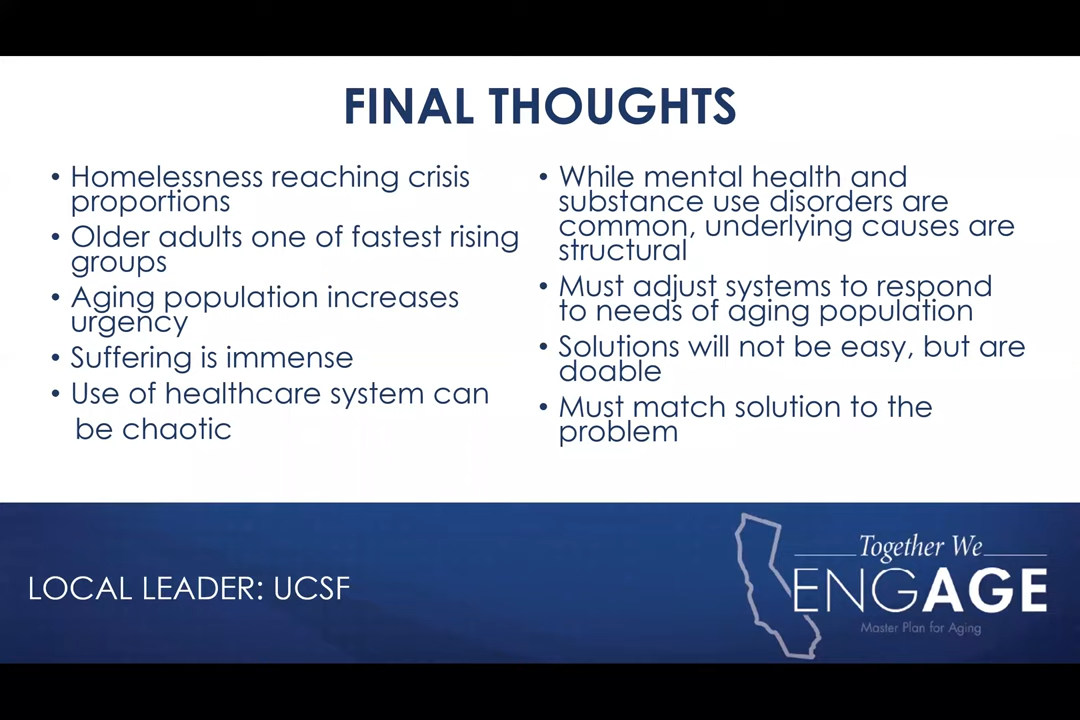 FINAL THOUGHTS
• Homelessness reaching crisis
proportions
• Older adults one of fastest rising
groups
• Aging population increases
urgency
• Suffering is immense
• Use of healthcare system can
be chaotic
• While mental health and
substance use disorders are
common, underlying causes are
structural
• Must adjust systems to respond
to needs of aging population
• Solutions will not be easy, but are
doable
• Must match solution to the
problem
LOCAL LEADER: UCSF
Together We
ENGAGE
Master Plan for Aging